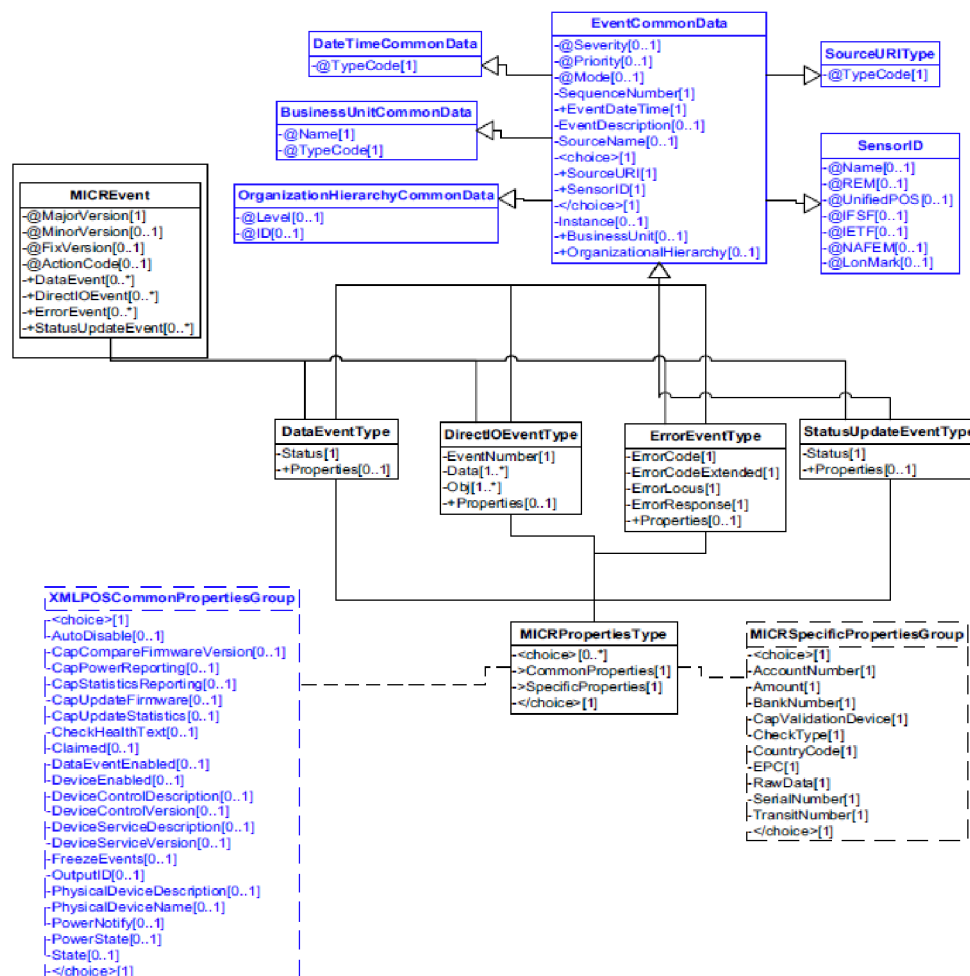 EventCommonData
-@Severity[0..1]
-@Priority[0..1]
-@Mode[0..1]
-SequenceNumber[1]
-+EventDateTime[1]
-EventDescription[0..1]
-SourceName[0..1]
-<choice>[1]
-+SourceURI[1]
-+SensorID[1]
-</choice>[1]
-Instance[0..1]
-+BusinessUnit[0..1]
-+OrganizationalHierarchy[0..1]
DateTimeCommonData
-@TypeCode[1]
SourceURIType
-@TypeCode[1]
BusinessUnitCommonData
-@Name[1]
-@TypeCode[1]
SensorID
-@Name[0..1]
-@REM[0..1]
-@UnifiedPOS[0..1]
-@IFSF[0..1]
-@IETF[0..1]
-@NAFEM[0..1]
-@LonMark[0..1]
MICREvent
-@MajorVersion[1]
-@MinorVersion[0..1]
-@FixVersion[0..1]
-@ActionCode[0..1]
-+DataEvent[0..*]
-+DirectIOEvent[0..*]
-+ErrorEvent[0..*]
-+StatusUpdateEvent[0..*]
OrganizationHierarchyCommonData
-@Level[0..1]
-@ID[0..1]
DataEventType
-Status[1]
-+Properties[0..1]
DirectIOEventType
-EventNumber[1]
-Data[1..*]
-Obj[1..*]
-+Properties[0..1]
ErrorEventType
-ErrorCode[1]
-ErrorCodeExtended[1]
-ErrorLocus[1]
-ErrorResponse[1]
-+Properties[0..1]
StatusUpdateEventType
-Status[1]
-+Properties[0..1]
XMLPOSCommonPropertiesGroup
-<choice>[1]
-AutoDisable[0..1]
-CapCompareFirmwareVersion[0..1]
-CapPowerReporting[0..1]
-CapStatisticsReporting[0..1]
-CapUpdateFirmware[0..1]
-CapUpdateStatistics[0..1]
-CheckHealthText[0..1]
-Claimed[0..1]
-DataEventEnabled[0..1]
-DeviceEnabled[0..1]
-DeviceControlDescription[0..1]
-DeviceControlVersion[0..1]
-DeviceServiceDescription[0..1]
-DeviceServiceVersion[0..1]
-FreezeEvents[0..1]
-OutputID[0..1]
-PhysicalDeviceDescription[0..1]
-PhysicalDeviceName[0..1]
-PowerNotify[0..1]
-PowerState[0..1]
-State[0..1]
-</choice>[1]
MICRPropertiesType
-<choice>[0..*]
->CommonProperties[1]
->SpecificProperties[1]
-</choice>[1]
MICRSpecificPropertiesGroup
-<choice>[1]
-AccountNumber[1]
-Amount[1]
-BankNumber[1]
-CapValidationDevice[1]
-CheckType[1]
-CountryCode[1]
-EPC[1]
-RawData[1]
-SerialNumber[1]
-TransitNumber[1]
-</choice>[1]